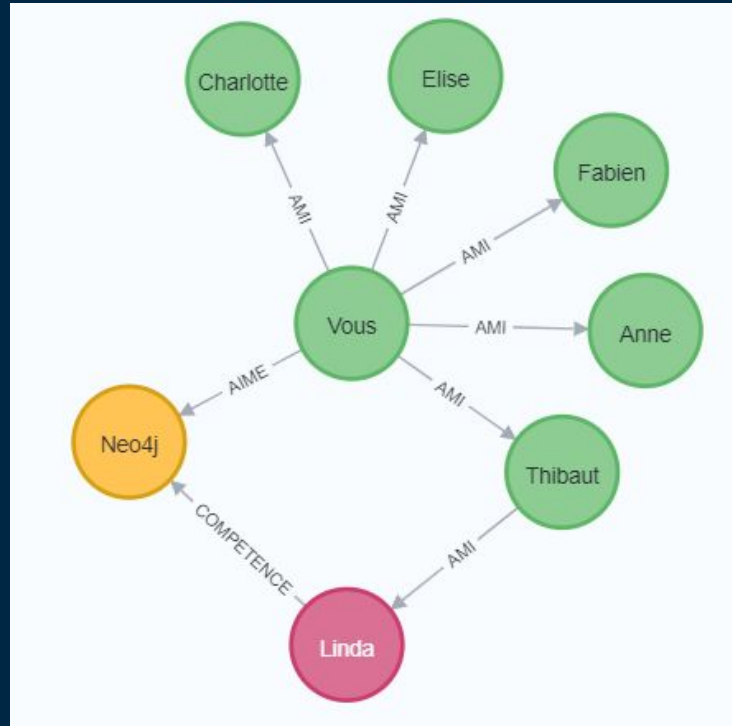 Charlotte
Elise
AMI
AMI
Fabien
AMI
Vous
AMI
Anne
AIME
AMI
Neo4j
Thibaut
COMPETENCE
AMI
Linda